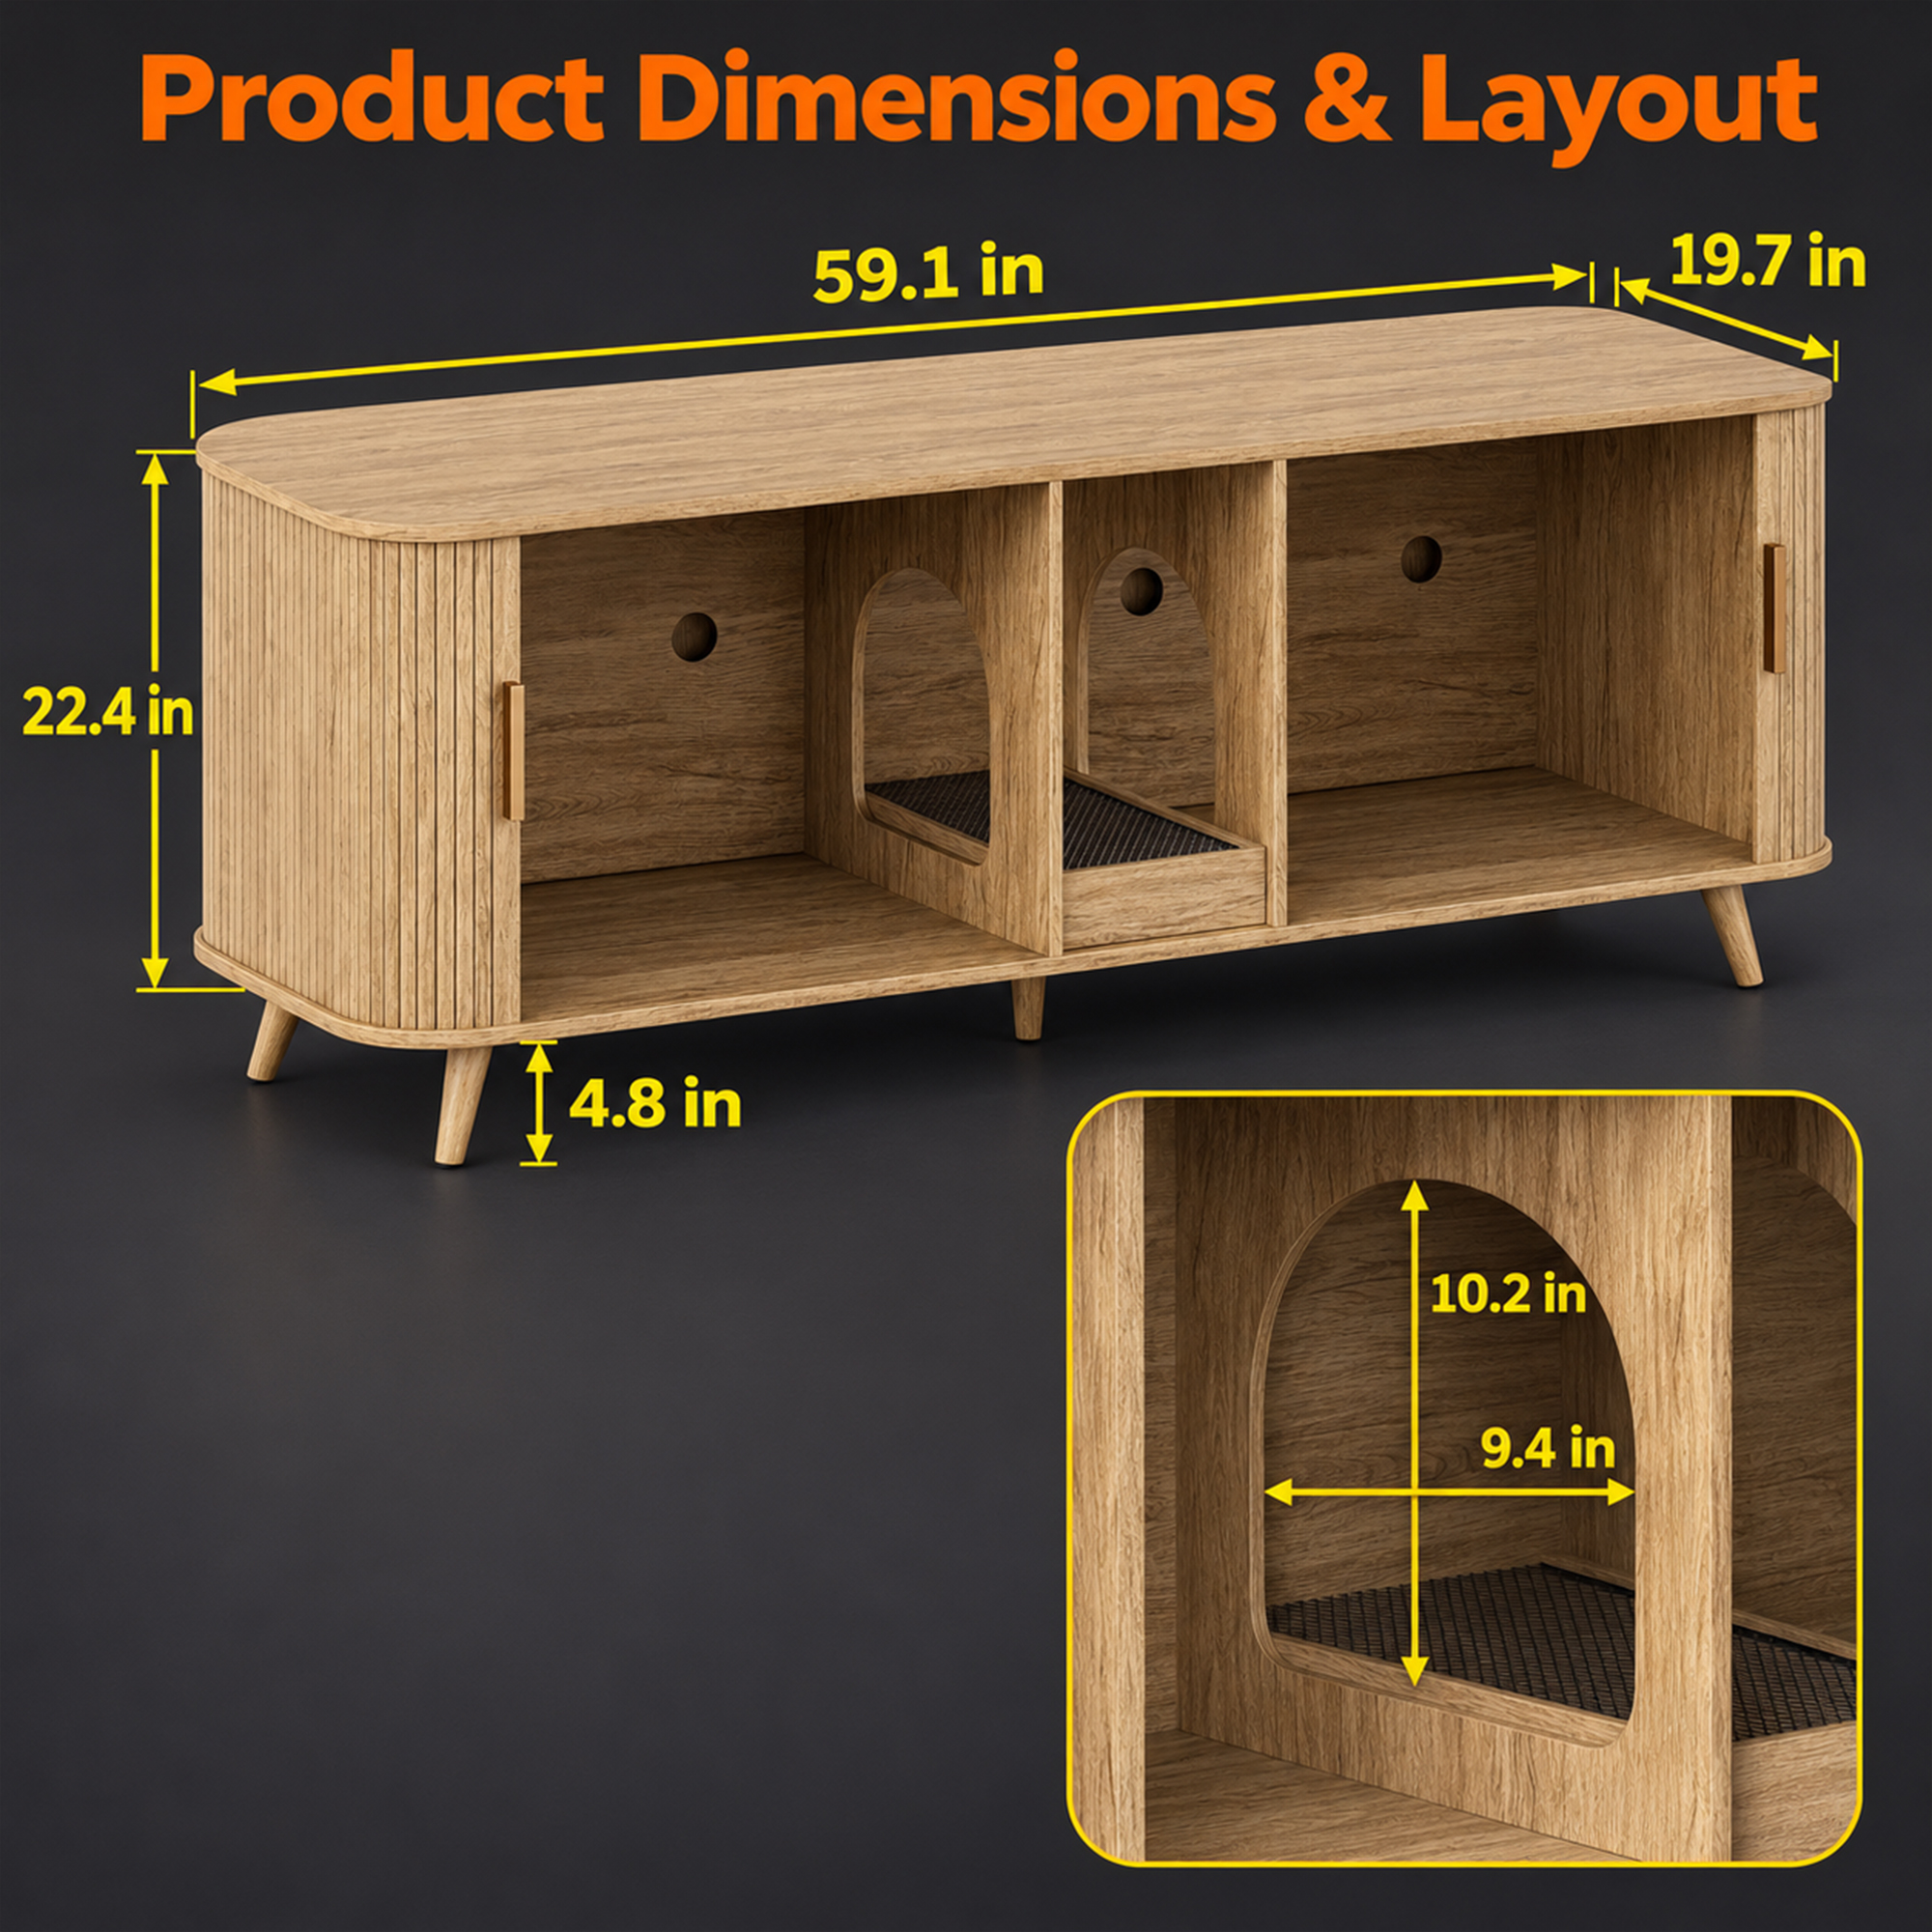 Product Dimensions & Layout
59.1 in
19.7 in
22.4 in
4.8 in
10.2 in
9.4 in